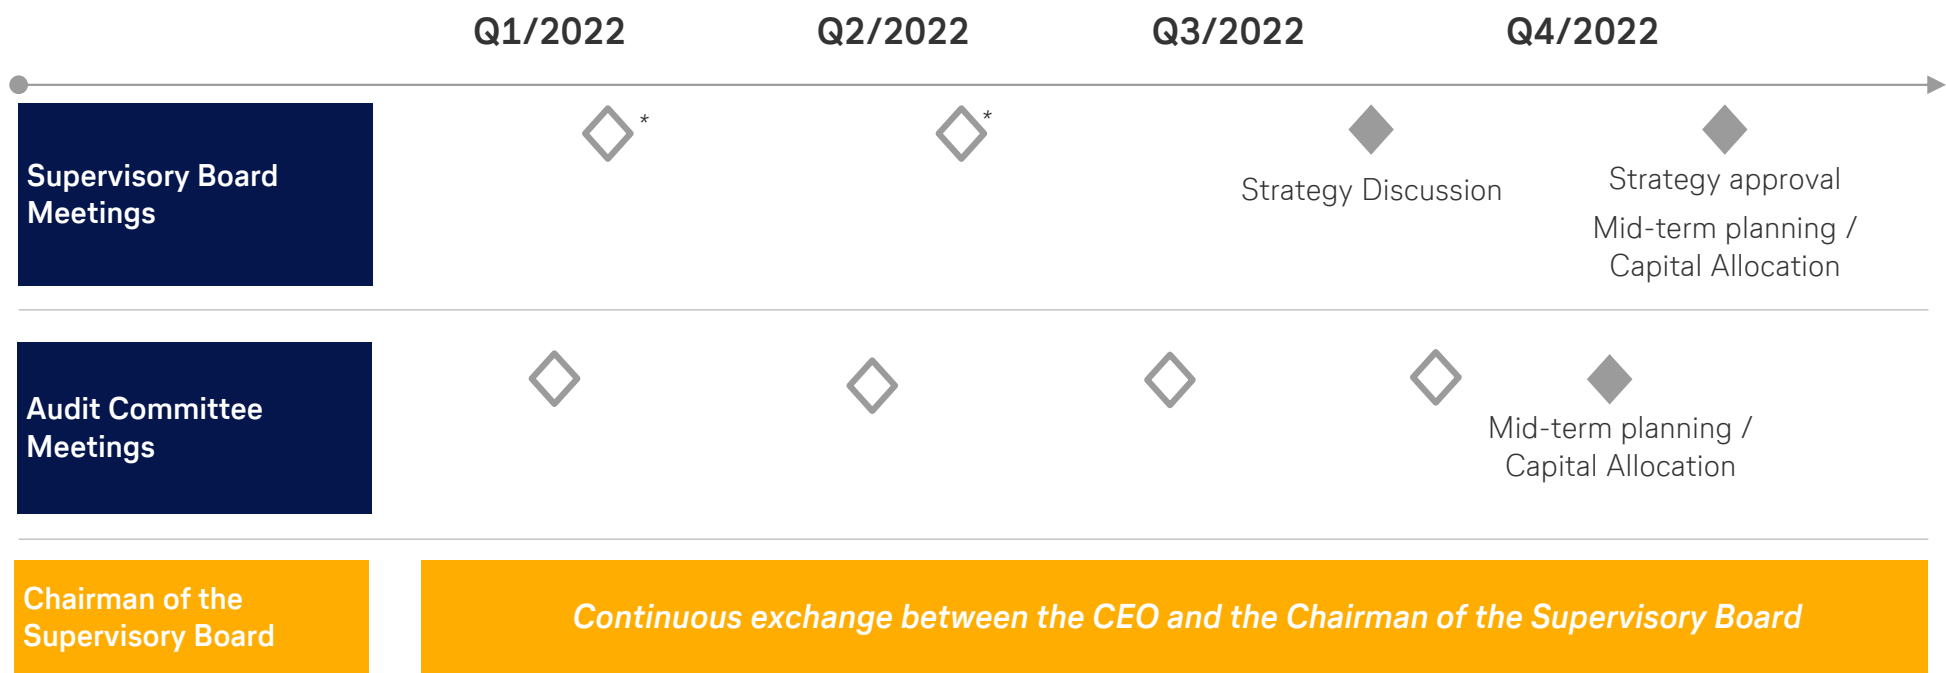 Q1/2022 Q2/2022 Q3/2022 Q4/2022
Supervisory Board
Meetings
*
*
Strategy Discussion
Strategy approval
Mid-term planning /
Capital Allocation
Audit Committee
Meetings
Mid-term planning /
Capital Allocation
Chairman of the
Supervisory Board
Continuous exchange between the CEO and the Chairman of the Supervisory Board